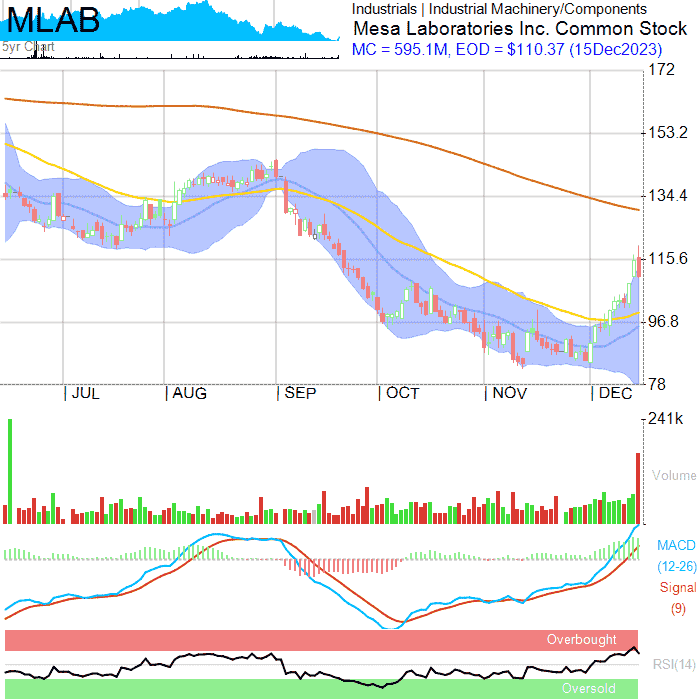 MLAB
5yr Chart
Industrials | Industrial Machinery/Components
Mesa Laboratories Inc. Common Stock
MC = 595.1M, EOD = $110.37 (15Dec2023)
172
153.2
134.4
115.6
96.8
78
| JUL | AUG | SEP | OCT | NOV | DEC
241k
Volume
MACD
(12-26)
Signal
(9)
Overbought
RSI(14)
Oversold